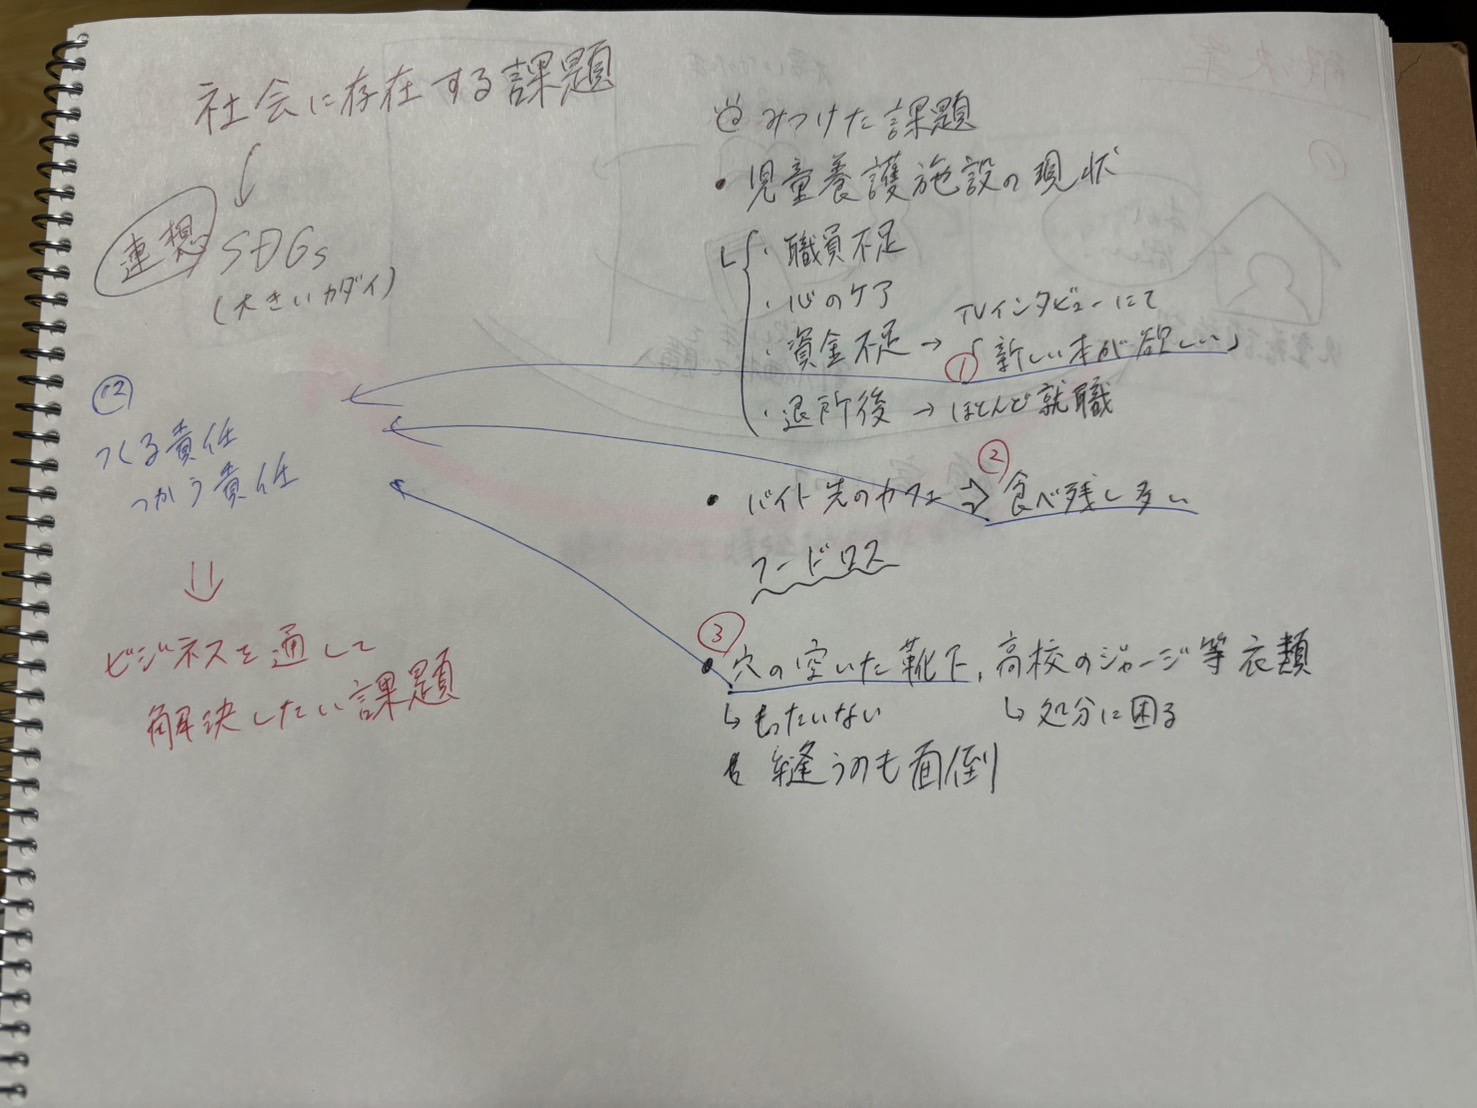 社会に存在する課題
連想
SDGs
(大きいカダイ)
⑫
つくる責任
つかう責任
ビジネスを通して
解決したい課題
みつけた課題
・児童養護施設の現状
・職員不足
・心のケア
・資金不足 → TVインタビューにて
①「新しい本が欲しい」
・退所後 → ほとんど就職
②
・バイト先のカフェ ⇒ 食べ残し多い
フードロス
③
・穴の空いた靴下, 高校のジャージ等衣類
↳ もったいない ↳ 処分に困る
縫うのも面倒